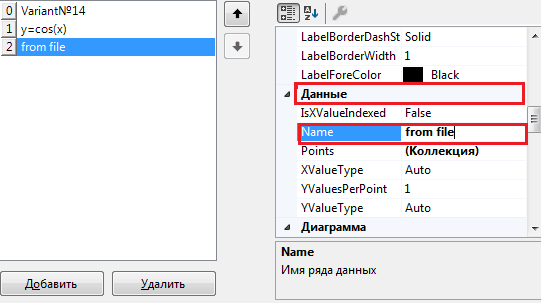 0 Variant№14
1 y=cos(x)
2 from file
Добавить Удалить
LabelBorderDashSt Solid
LabelBorderWidth 1
LabelForeColor Black
Данные
IsXValueIndexed False
Name from file
Points (Коллекция)
XValueType Auto
YValuesPerPoint 1
YValueType Auto
Диаграмма
Name
Имя ряда данных